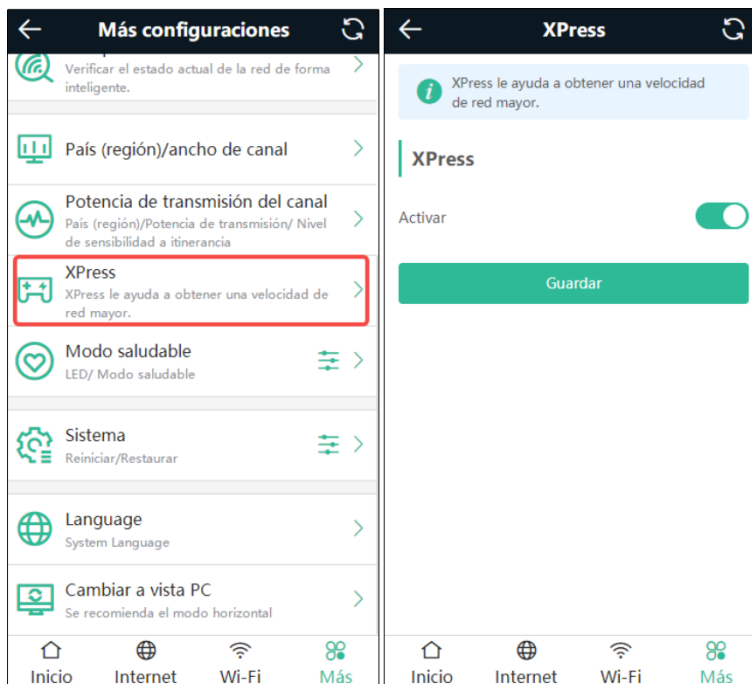 Más configuraciones
Verificar el estado actual de la red de forma
inteligente.
País (región)/ancho de canal
Potencia de transmisión del canal
País (región)/Potencia de transmisión/ Nivel
de sensibilidad a itinerancia
XPress
XPress le ayuda a obtener una velocidad de
red mayor.
Modo saludable
LED/ Modo saludable
Sistema
Reiniciar/Restaurar
Language
System Language
Cambiar a vista PC
Se recomienda el modo horizontal
Inicio Internet Wi-Fi Más
XPress
XPress le ayuda a obtener una velocidad
de red mayor.
XPress
Activar
Guardar
Inicio Internet Wi-Fi Más